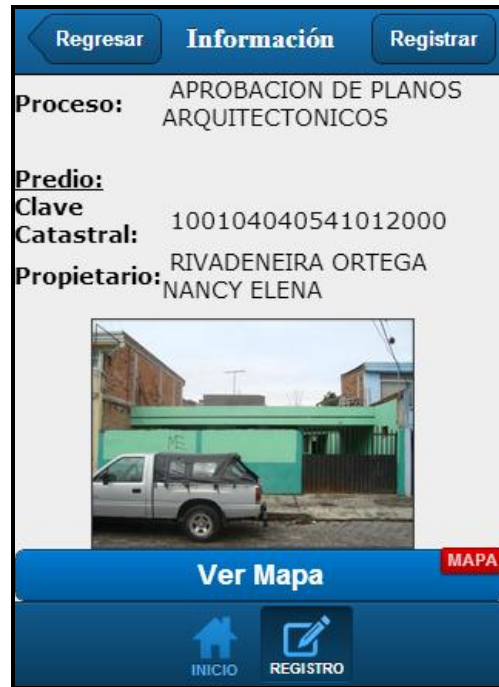 Regresar Información Registrar
Proceso: APROBACION DE PLANOS
ARQUITECTONICOS
Predio:
Clave
Catastral: 100104040541012000
Propietario: RIVADENEIRA ORTEGA
NANCY ELENA
Ver Mapa MAPA
INICIO REGISTRO